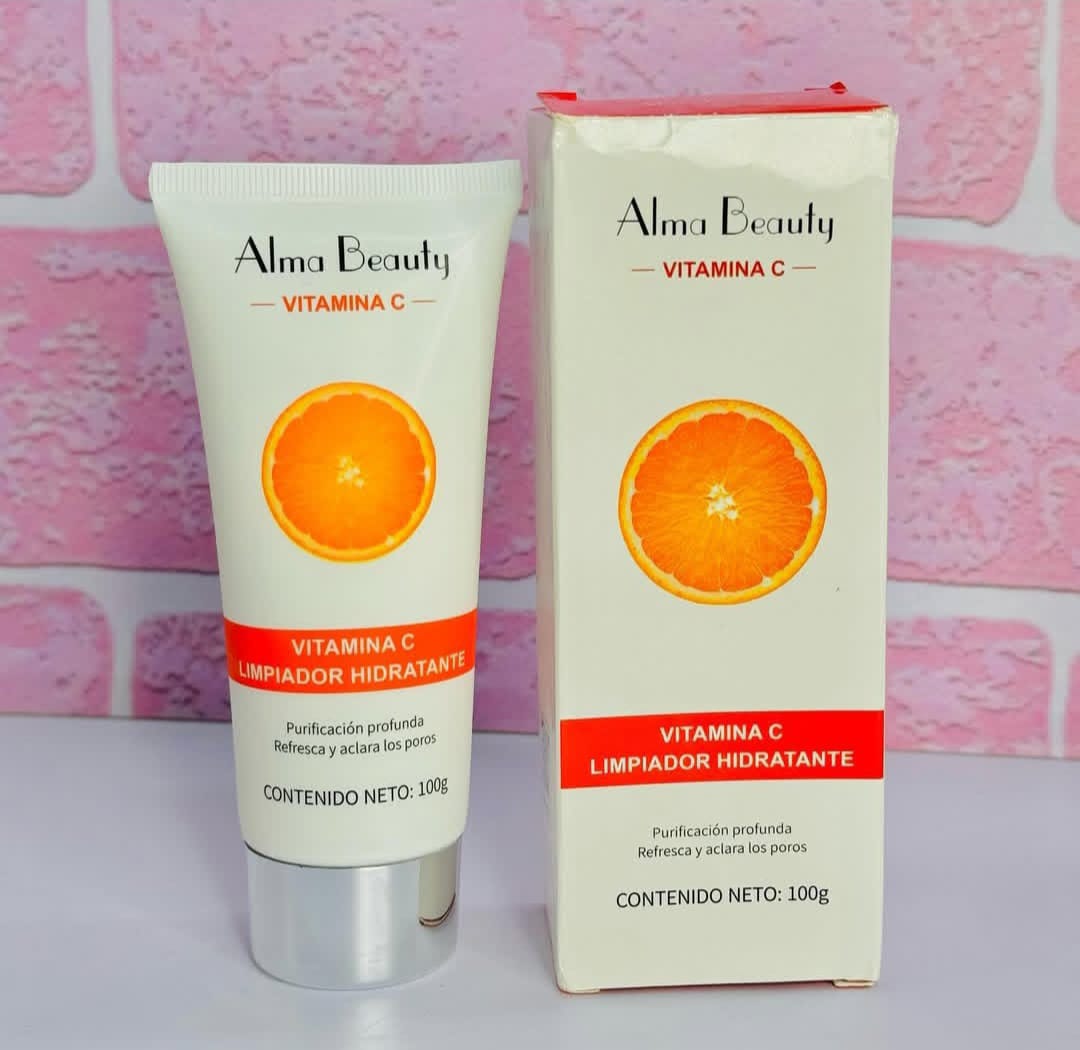 Alma Beauty
— VITAMINA C —
VITAMINA C
LIMPIADOR HIDRATANTE
Purificación profunda
Refresca y aclara los poros
CONTENIDO NETO: 100g
Alma Beauty
— VITAMINA C —
VITAMINA C
LIMPIADOR HIDRATANTE
Purificación profunda
Refresca y aclara los poros
CONTENIDO NETO: 100g